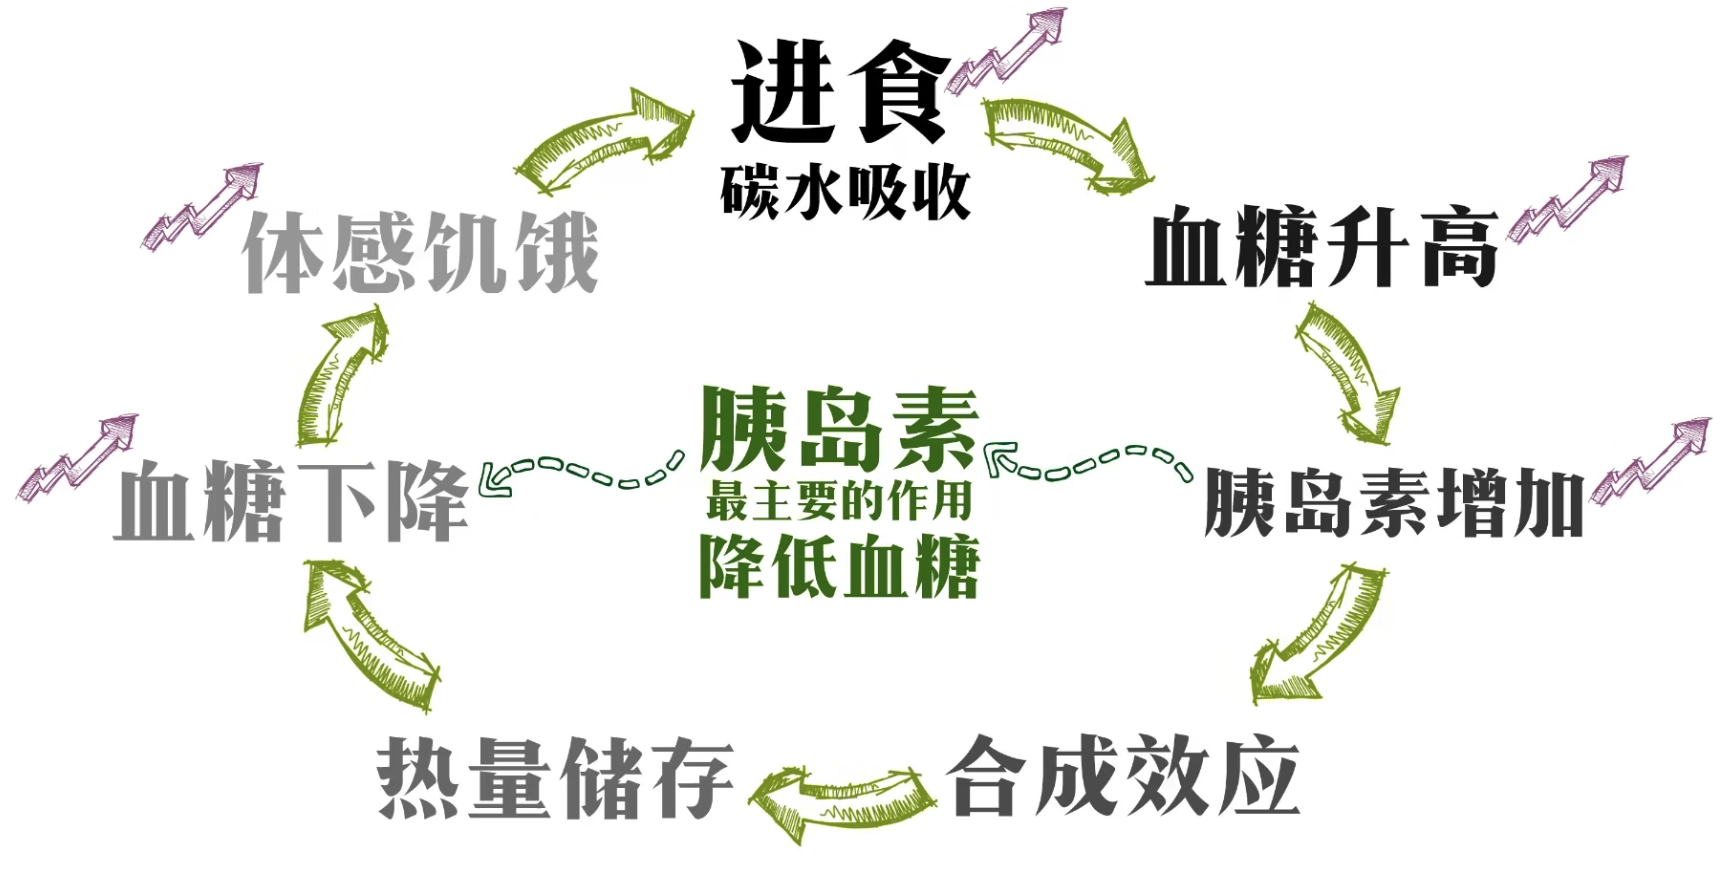 进食
碳水吸收
血糖升高
胰岛素增加
合成效应
热量储存
血糖下降
体感饥饿
胰岛素
最主要的作用
降低血糖